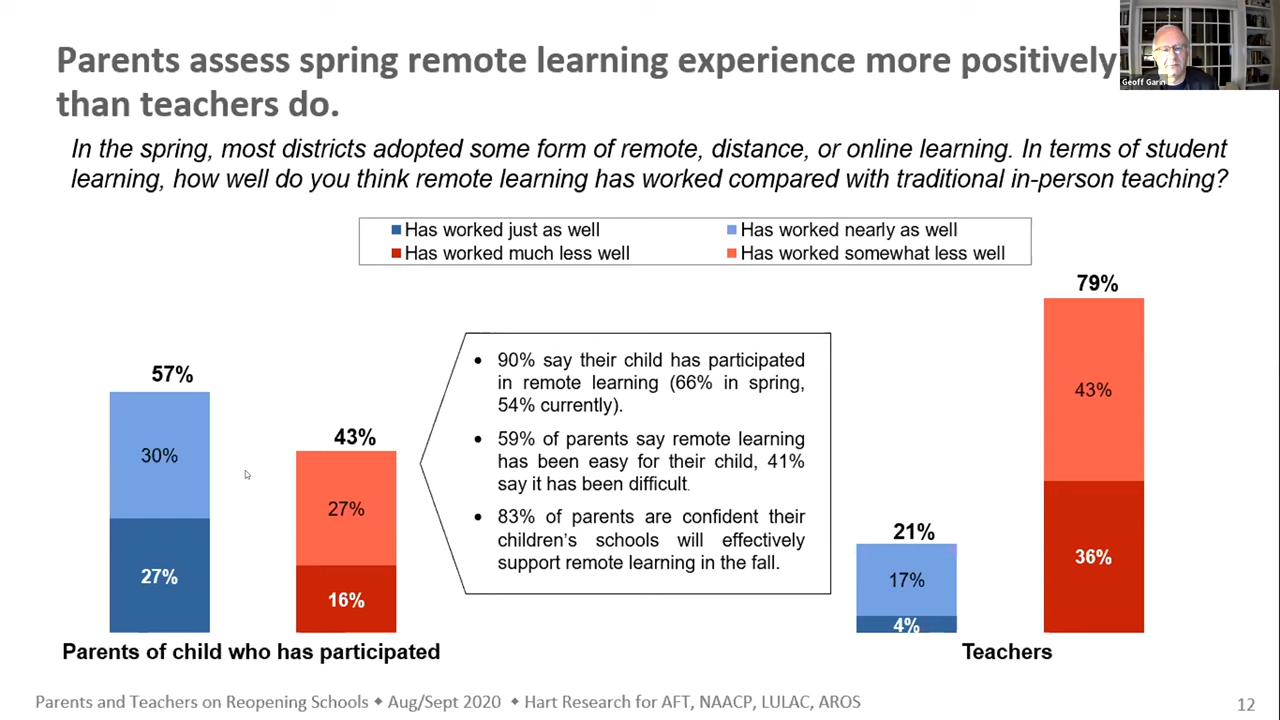 Parents assess spring remote learning experience more positively
than teachers do.
Geoff Garin
In the spring, most districts adopted some form of remote, distance, or online learning. In terms of student
learning, how well do you think remote learning has worked compared with traditional in-person teaching?
Has worked just as well
Has worked nearly as well
Has worked much less well
Has worked somewhat less well
57%
30%
27%
43%
27%
16%
Parents of child who has participated
• 90% say their child has participated
in remote learning (66% in spring,
54% currently).
• 59% of parents say remote learning
has been easy for their child, 41%
say it has been difficult.
• 83% of parents are confident their
children’s schools will effectively
support remote learning in the fall.
21%
17%
4%
79%
43%
36%
Teachers
Parents and Teachers on Reopening Schools ◆ Aug/Sept 2020 ◆ Hart Research for AFT, NAACP, LULAC, AROS
12